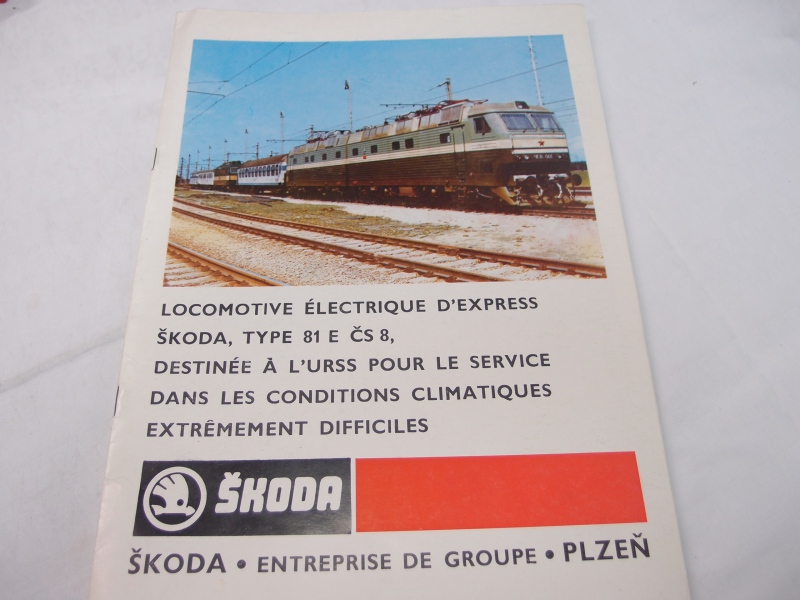 LOCOMOTIVE ÉLECTRIQUE D'EXPRESS
ŠKODA, TYPE 81 E ČS 8,
DESTINÉE À L'URSS POUR LE SERVICE
DANS LES CONDITIONS CLIMATIQUES
EXTRÊMEMENT DIFFICILES
ŠKODA
ŠKODA • ENTREPRISE DE GROUPE • PLZEŇ